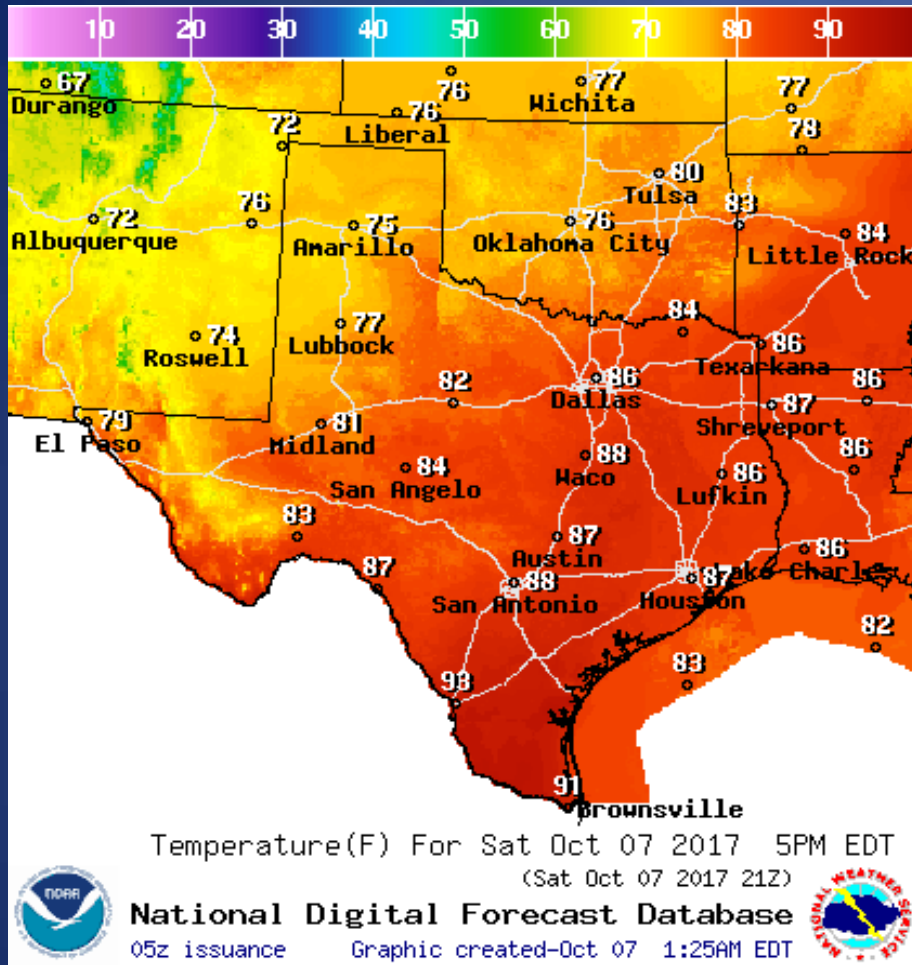 10 20 30 40 50 60 70 80 90
67
Durango
76
77
Wichita
77
76
Liberal
72
78
80
Tulsa
72
Albuquerque
76
75
Amarillo
76
Oklahoma City
83
84
Little Rock
74
Roswell
77
Lubbock
84
86
Texarkana
82
86
Dallas
86
87
Shreveport
79
El Paso
81
Midland
84
San Angelo
88
Waco
86
Lufkin
86
83
87
Austin
86
Lake Charles
87
88
San Antonio
87
Houston
82
83
93
91
Brownsville
Temperature(F) For Sat Oct 07 2017 5PM EDT
(Sat Oct 07 2017 21Z)
NOAA
National Digital Forecast Database
05z issuance Graphic created-Oct 07 1:25AM EDT
NATIONAL WEATHER SERVICE